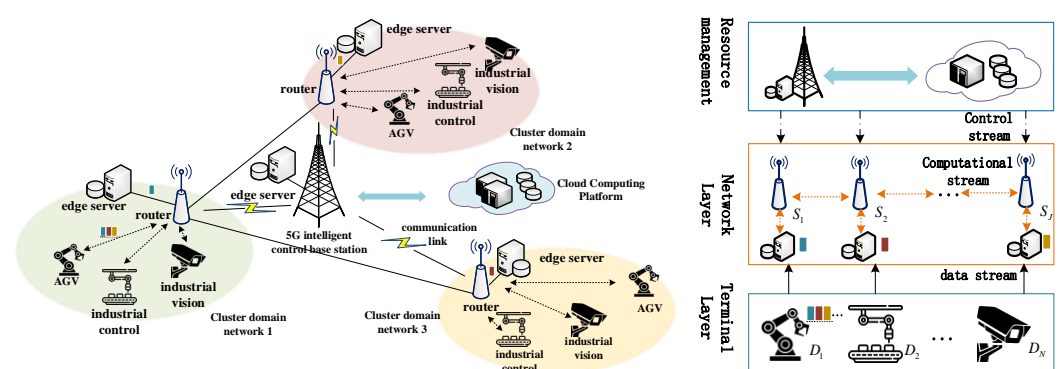 edge server
router
industrial
vision
industrial
control
AGV
Cluster domain
network 2
edge server
5G intelligent
control base station
Cloud Computing
Platform
communication
link
edge server
router
AGV
industrial
control
industrial
vision
Cluster domain
network 1
edge server
router
AGV
industrial
control
industrial
vision
Cluster domain
network 3
Resource
management
Control
stream
Network
Layer
Computational
stream
S1
S2
SJ
data stream
Terminal
Layer
D1
D2
DN